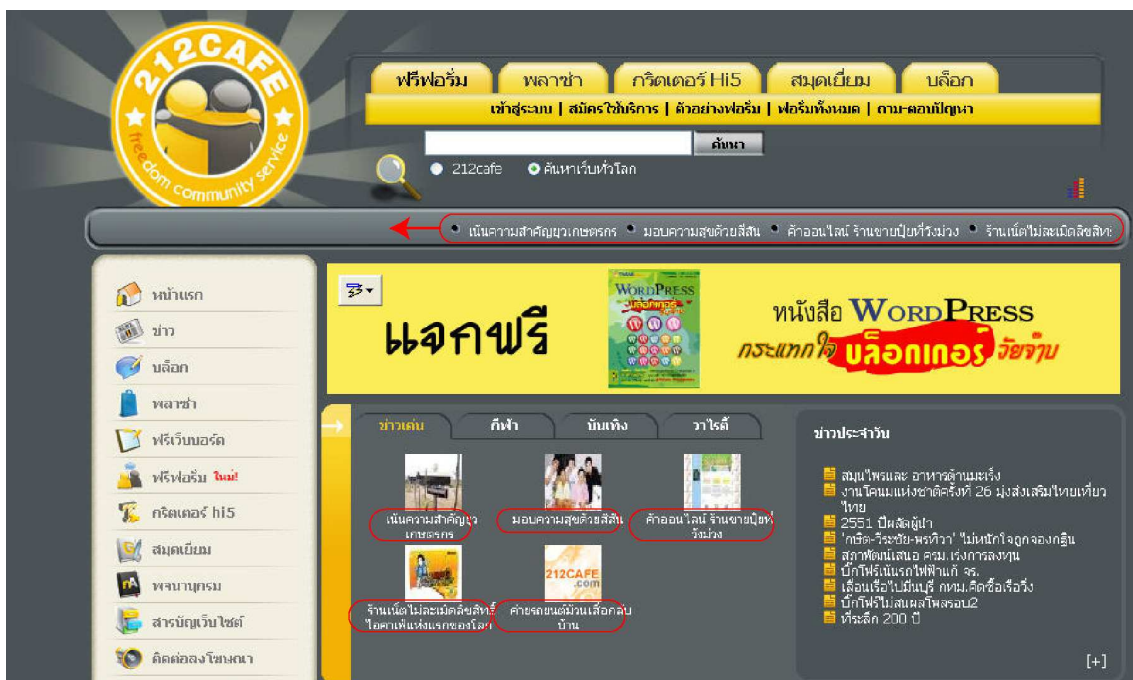 212CAFE
freedom community service
ฟรีฟอรั่ม
พลาซ่า
กริตเตอร์ Hi5
สมุดเยี่ยม
บล็อก
เข้าสู่ระบบ | สมัครใช้บริการ | ตัวอย่างฟอรั่ม | ฟอรั่มทั้งหมด | ถาม-ตอบปัญหา
ค้นหา
212cafe
ค้นหาเว็บทั่วโลก
เน้นความสำคัญยุวเกษตรกร
มอบความสุขด้วยสีสัน
ค้าออนไลน์ ร้านขายปุ๋ยที่วังม่วง
ร้านเน็ตไม่ละเมิดลิขสิทธิ์
หน้าแรก
ข่าว
บล็อก
พลาซ่า
ฟรีเว็บบอร์ด
ฟรีฟอรั่ม ใหม่!
กริตเตอร์ hi5
สมุดเยี่ยม
พจนานุกรม
สารบัญเว็บไซต์
ติดต่อลงโฆษณา
แจกฟรี
WORDPRESS
บล็อกเกอร์
วัยจ๊าบ
หนังสือ WORDPRESS
กระแทกใจ บล็อกเกอร์ วัยจ๊าบ
ข่าวเด่น
กีฬา
บันเทิง
วาไรตี้
เน้นความสำคัญยุว
เกษตรกร
มอบความสุขด้วยสีสัน
ค้าออนไลน์ ร้านขายปุ๋ยที่
วังม่วง
ร้านเน็ตไม่ละเมิดลิขสิทธิ์
ไอคาเฟ่แห่งแรกของโลก
212CAFE
.com
ค่ายรถยนต์ม้วนเสื่อกลับ
บ้าน
ข่าวประจำวัน
สมุนไพรและ อาหารต้านมะเร็ง
งานโคนมแห่งชาติครั้งที่ 26 มุ่งส่งเสริมไทยเที่ยว
ไทย
2551 ปีผลัดผู้นำ
'กษิต-วีระชัย-พรทิวา' ไม่หนักใจถูกจองกฐิน
สภาพัฒน์เสนอ ครม.เร่งการลงทุน
บิ๊กโฟร์เน้นรถไฟฟ้าแก้ จร.
เลื่อนเรือไปมีนบุรี กทม.คิดซื้อเรือวิ่ง
บิ๊กโฟร์ไม่สนผลโพลรอบ2
ที่ระลึก 200 ปี
[+]